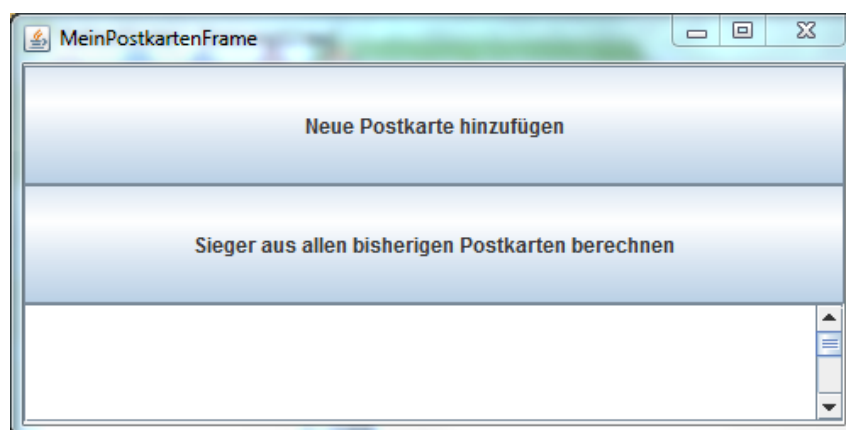 MeinPostkartenFrame
Neue Postkarte hinzufügen
Sieger aus allen bisherigen Postkarten berechnen